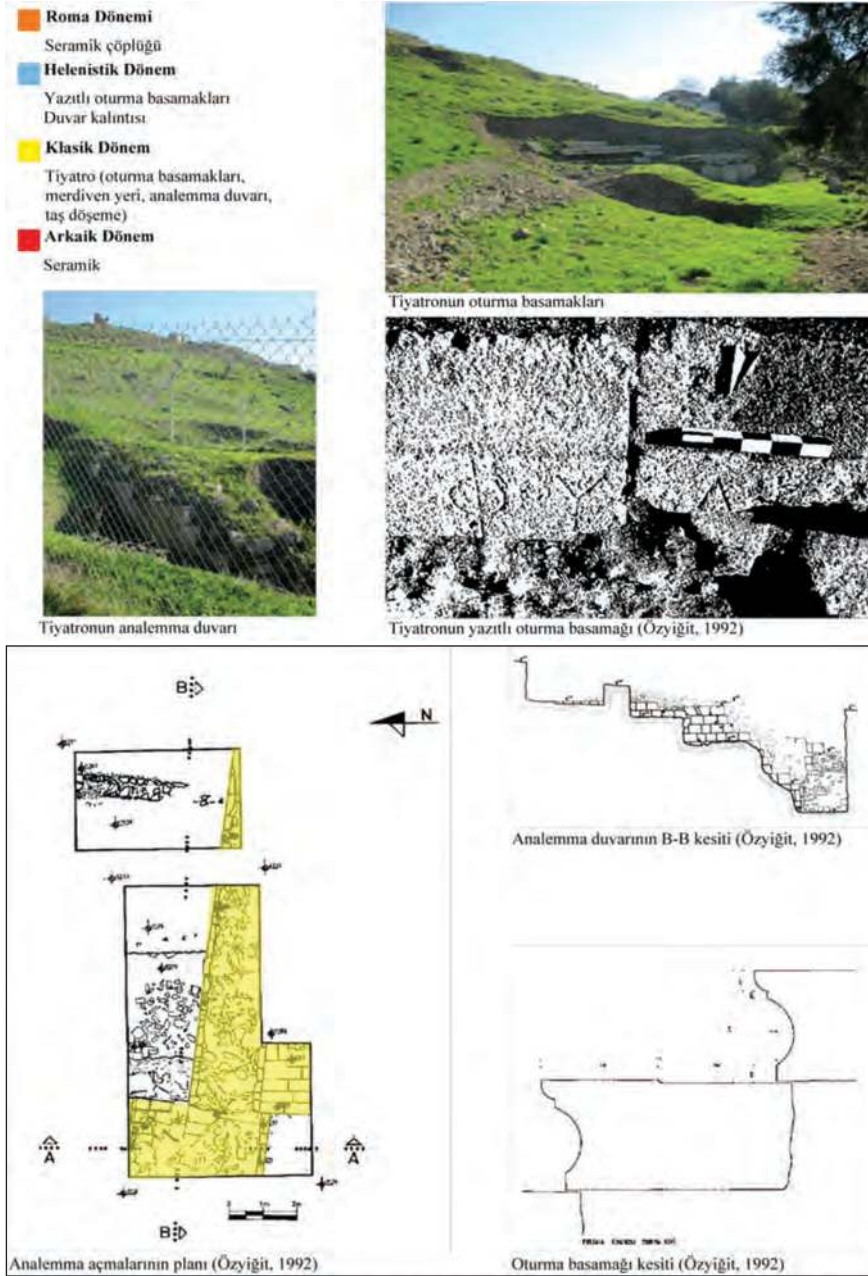 Roma Dönemi
Seramik çöplüğü
Helenistik Dönem
Yazıtlı oturma basamakları
Duvar kalıntısı
Klasik Dönem
Tiyatro (oturma basamakları,
merdiven yeri, analemma duvarı,
taş döşeme)
Arkaik Dönem
Seramik
Tiyatronun oturma basamakları
Tiyatronun analemma duvarı
Tiyatronun yazıtlı oturma basamağı (Özyiğit, 1992)
B
N
A
A
B
Analemma açmalarının planı (Özyiğit, 1992)
Analemma duvarının B-B kesiti (Özyiğit, 1992)
Oturma basamağı kesiti (Özyiğit, 1992)